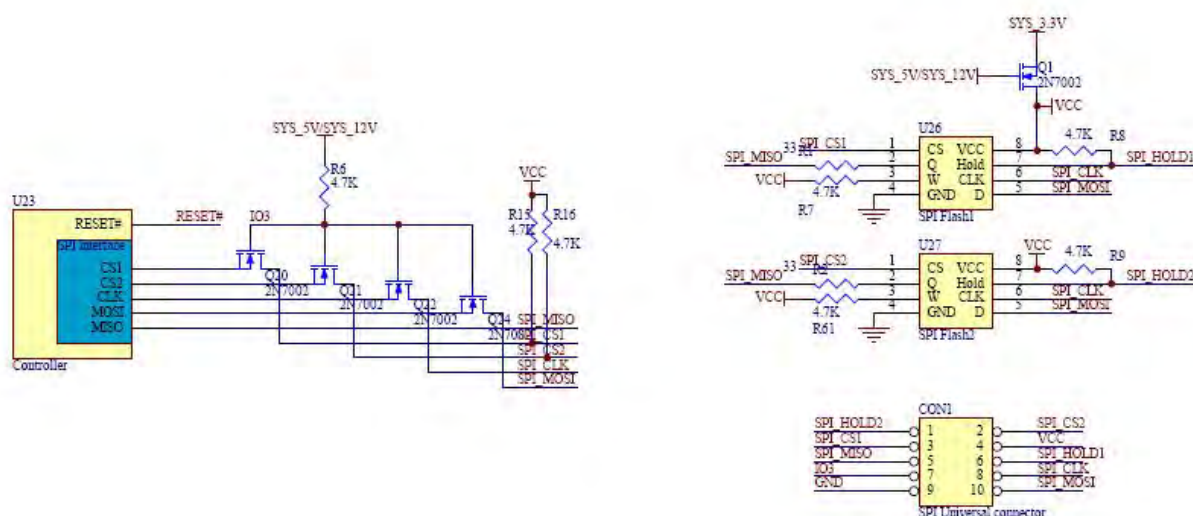 SYS_3.3V
Q1
SYS_5V/SYS_12V
2N7002
VCC
SYS_5V/SYS_12V
R6
4.7K
U23
RESET#
RESET#
IO3
SPI Interface
CS1
CS2
CLK
MOSI
MISO
Controller
Q20
2N7002
Q21
2N7002
Q22
2N7002
Q24
VCC
R15
4.7K
R16
4.7K
SPI_MISO
SPI_CS1
SPI_CS2
SPI_CLK
SPI_MOSI
U26
33
SPI_CS1
SPI_MISO
R1
VCC
4.7K
R7
1
2
3
4
CS
Q
W
GND
VCC
Hold
CLK
D
8
7
6
5
4.7K
R8
SPI_HOLD1
SPI_CLK
SPI_MOSI
SPI Flash1
U27
33
SPI_CS2
SPI_MISO
R2
VCC
4.7K
R61
1
2
3
4
CS
Q
W
GND
VCC
Hold
CLK
D
8
7
6
5
VCC
4.7K
R9
SPI_HOLD2
SPI_CLK
SPI_MOSI
SPI Flash2
CON1
SPI_HOLD2
1
2
SPI_CS2
SPI_CS1
3
4
VCC
SPI_MISO
5
6
SPI_HOLD1
IO3
7
8
SPI_CLK
GND
9
10
SPI_MOSI
SPI Universal connector